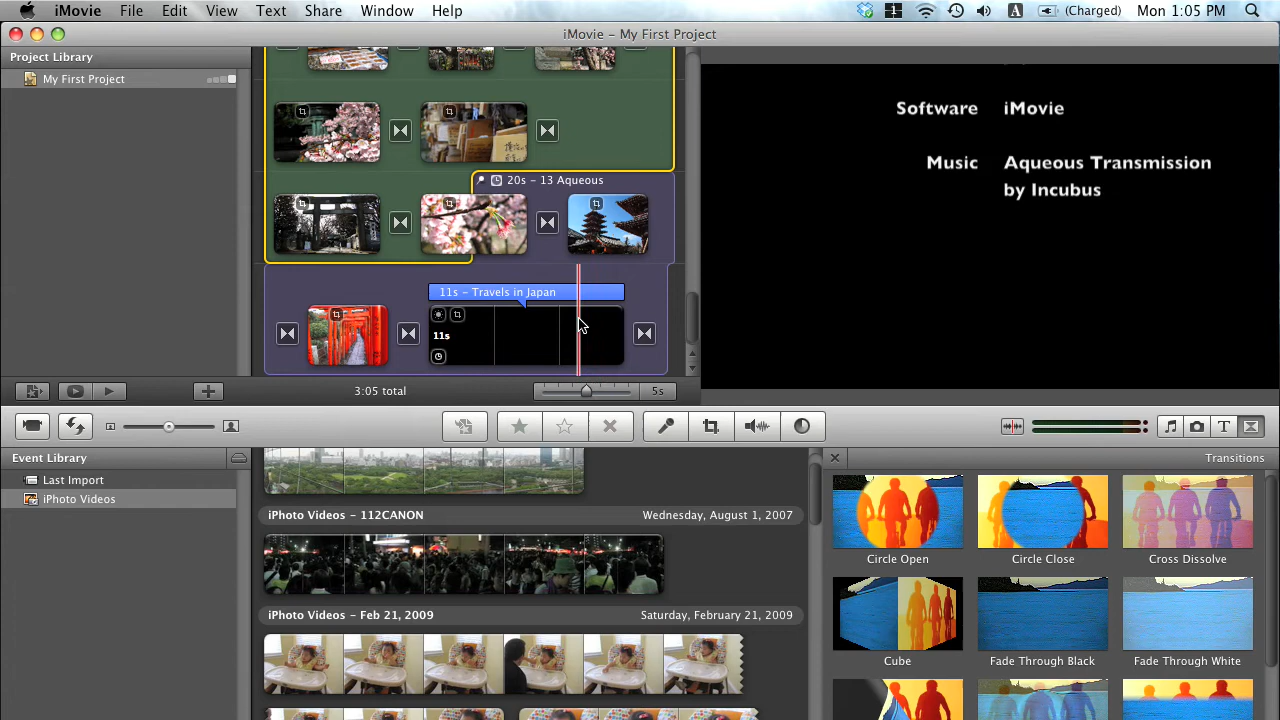 iMovie File Edit View Text Share Window Help
(Charged) Mon 1:05 PM
iMovie – My First Project
Project Library
My First Project
Software iMovie
Music Aqueous Transmission
by Incubus
20s – 13 Aqueous
11s – Travels in Japan
11s
3:05 total
5s
Event Library
Last Import
iPhoto Videos
iPhoto Videos – 112CANON Wednesday, August 1, 2007
iPhoto Videos – Feb 21, 2009 Saturday, February 21, 2009
Transitions
Circle Open
Circle Close
Cross Dissolve
Cube
Fade Through Black
Fade Through White